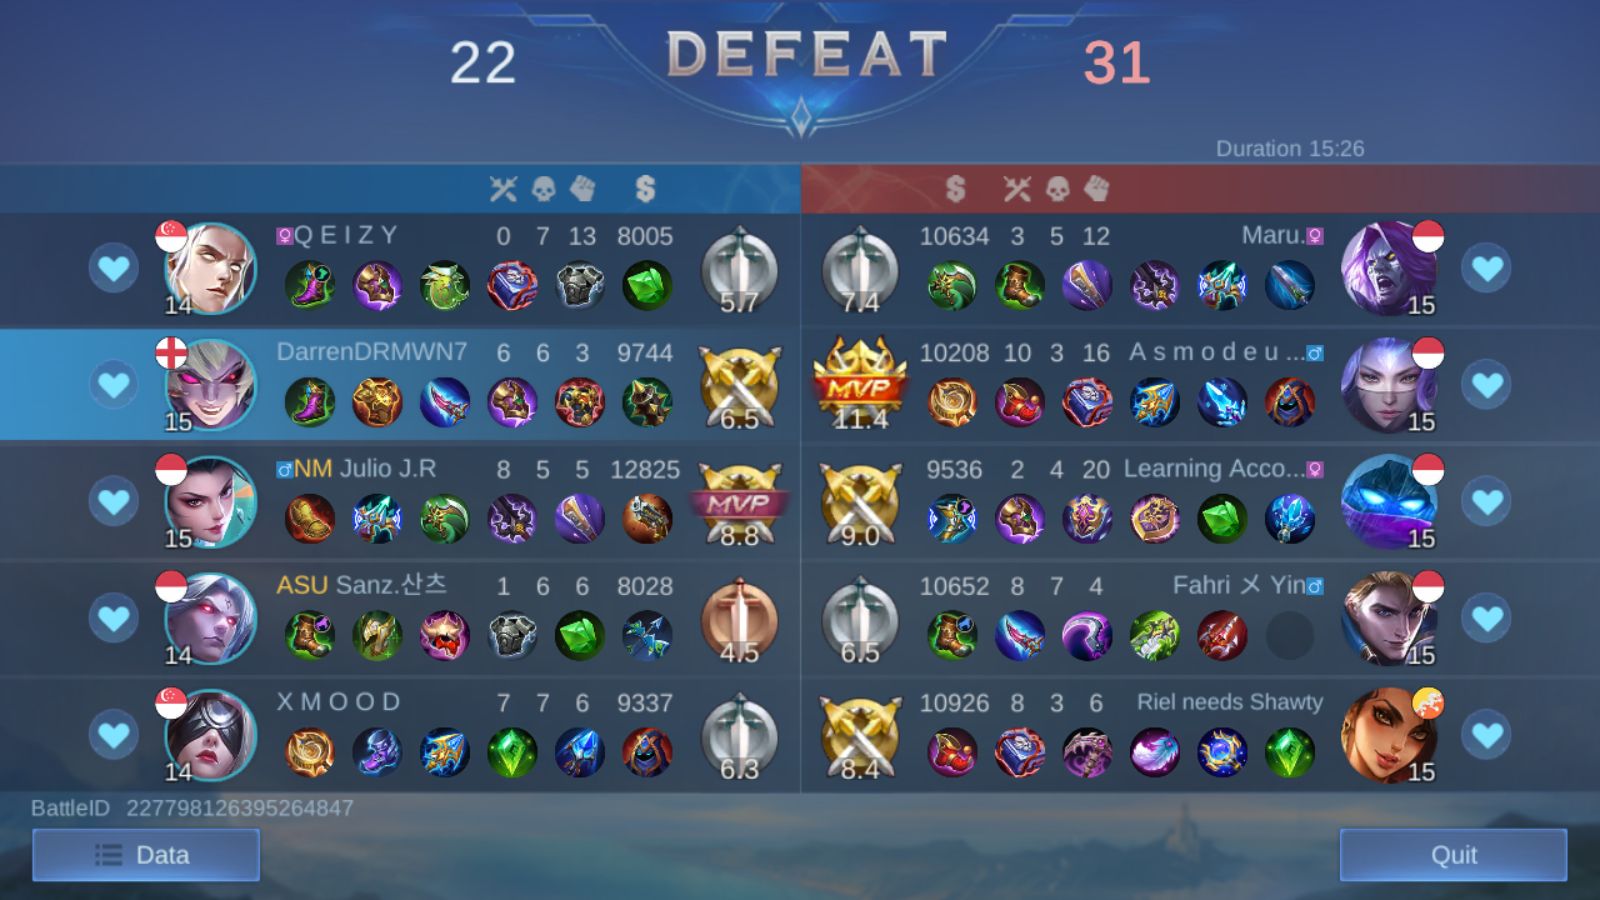 22 DEFEAT 31
Duration 15:26
QEIZY 0 7 13 8005
14 5.7
10634 3 5 12 Maru.
7.4 15
DarrenDRMWN7 6 6 3 9744
15 6.5
10208 10 3 16 Asmodeu...
MVP
11.4 15
NM Julio J.R 8 5 5 12825
MVP
15 8.8
9536 2 4 20 Learning Acco...
9.0 15
ASU Sanz.산츠 1 6 6 8028
14 4.5
10652 8 7 4 Fahri メ Yin
6.5 15
XMOOD 7 7 6 9337
14 6.3
10926 8 3 6 Riel needs Shawty
8.4 15
BattleID 227798126395264847
Data
Quit